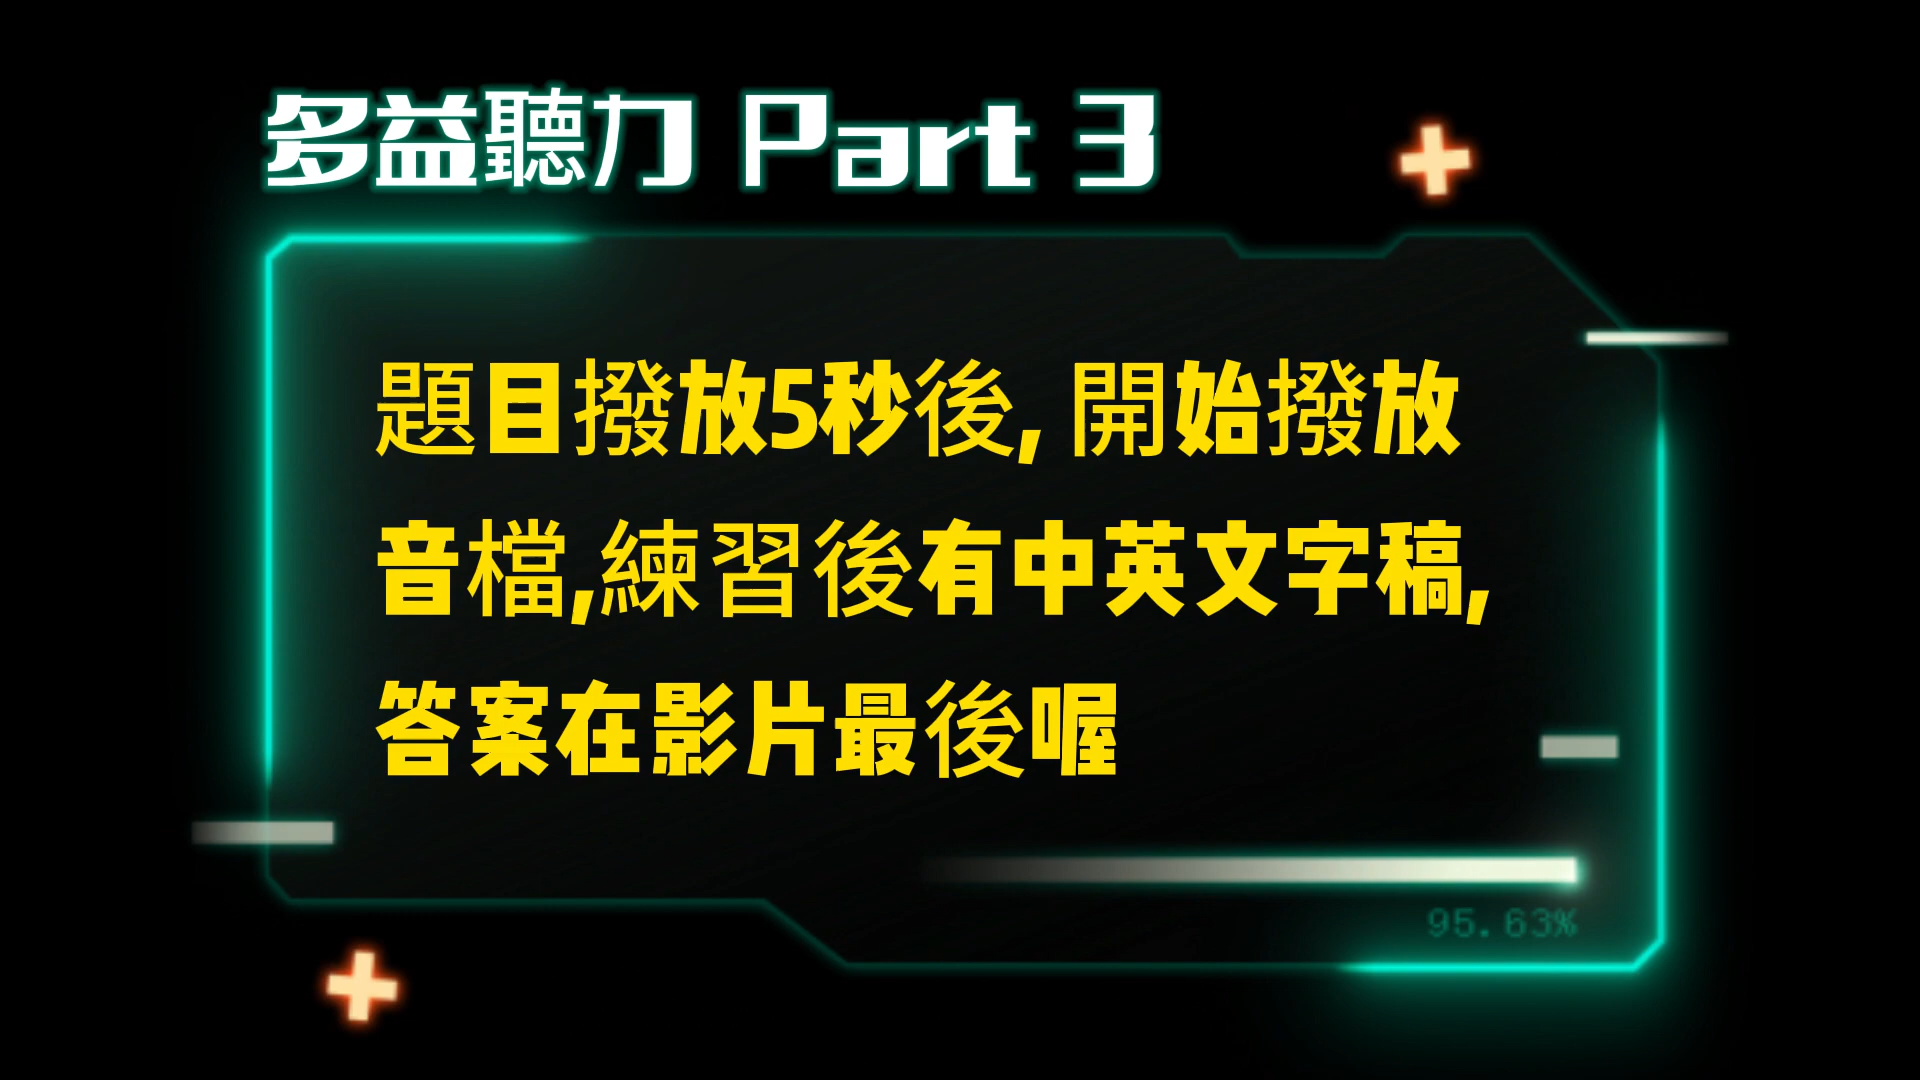 多益聽力 Part 3
題目撥放5秒後, 開始撥放
音檔,練習後有中英文字稿,
答案在影片最後喔
95.63%